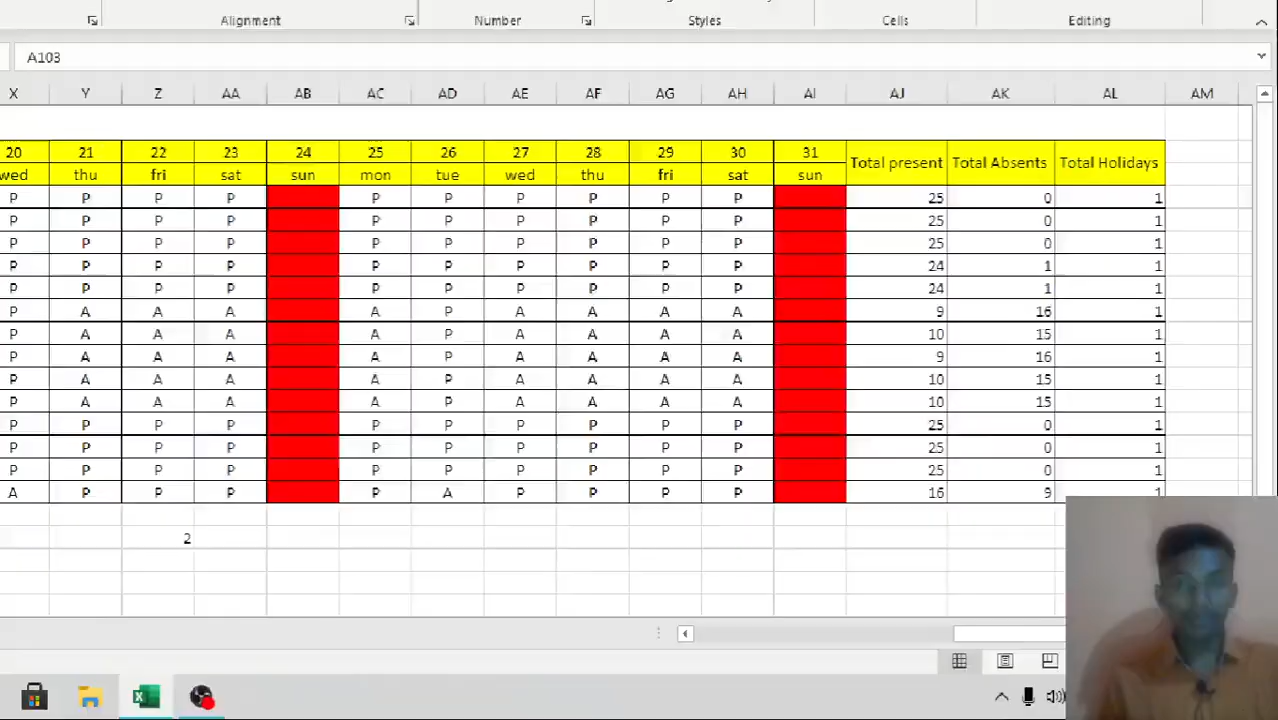 Alignment Number Styles Cells Editing
A103
X Y Z AA AB AC AD AE AF AG AH AI AJ AK AL AM
20 21 22 23 24 25 26 27 28 29 30 31 Total present Total Absents Total Holidays
wed thu fri sat sun mon tue wed thu fri sat sun
P P P P P P P P P P 25 0 1
P P P P P P P P P P 25 0 1
P P P P P P P P P P 25 0 1
P P P P P P P P P P 24 1 1
P P P P P P P P P P 24 1 1
P A A A A P A A A A 9 16 1
P A A A A P A A A A 10 15 1
P A A A A P A A A A 9 16 1
P A A A A P A A A A 10 15 1
P A A A A P A A A A 10 15 1
P P P P P P P P P P 25 0 1
P P P P P P P P P P 25 0 1
P P P P P P P P P P 25 0 1
A P P P P A P P P P 16 9 1
2